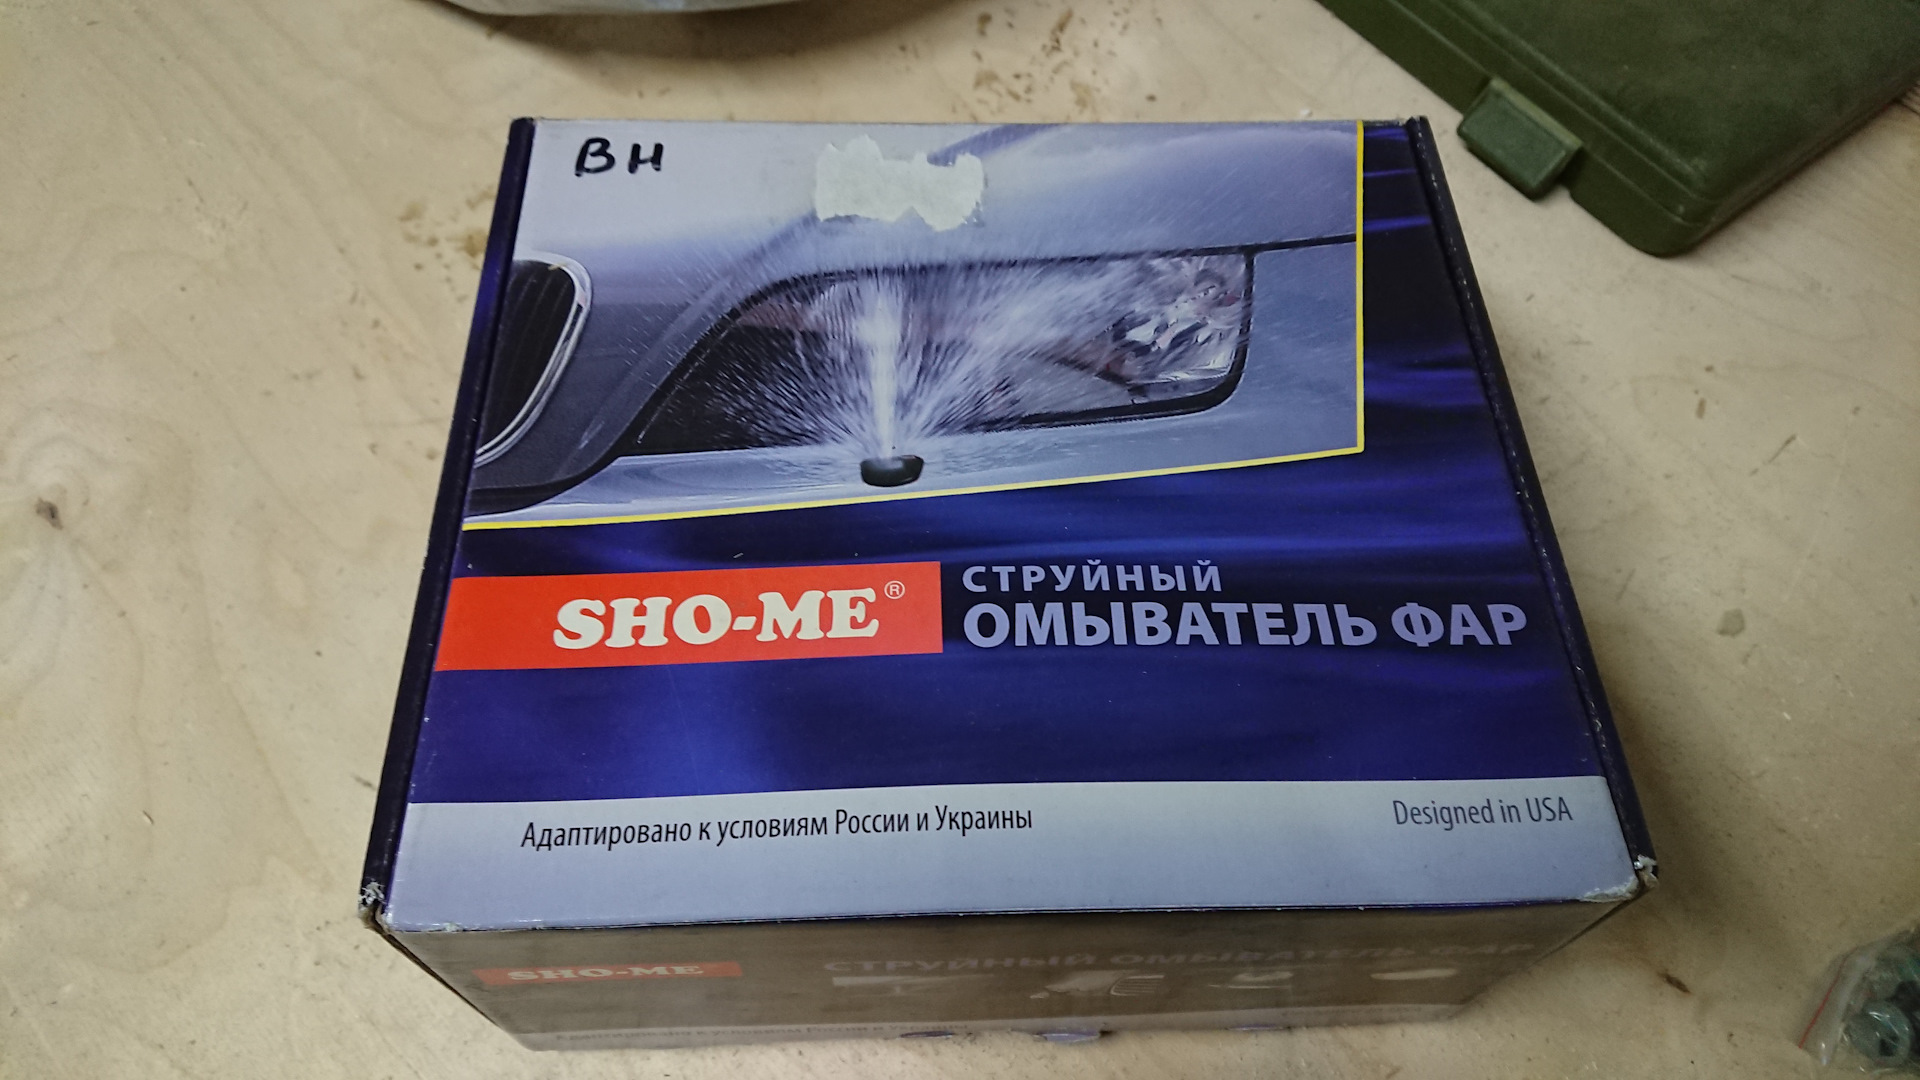 ВН
SHO-ME®
СТРУЙНЫЙ
ОМЫВАТЕЛЬ ФАР
Адаптировано к условиям России и Украины
Designed in USA
SHO-ME
СТРУЙНЫЙ ОМЫВАТЕЛЬ ФАР